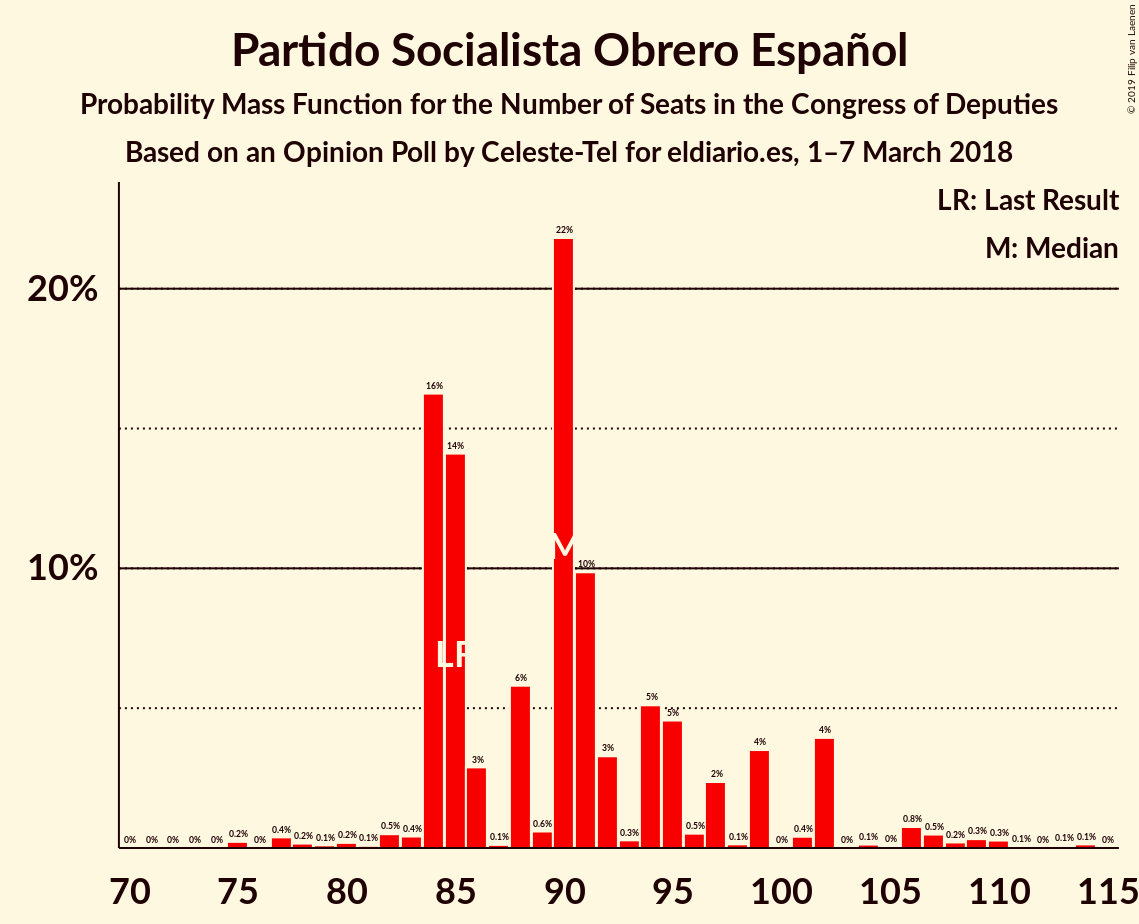 Partido Socialista Obrero Español
Probability Mass Function for the Number of Seats in the Congress of Deputies
Based on an Opinion Poll by Celeste-Tel for eldiario.es, 1–7 March 2018
© 2019 Filip van Laenen
LR: Last Result
M: Median
20%
10%
0% 0% 0% 0% 0% 0.2% 0% 0.4% 0.2% 0.1% 0.2% 0.1% 0.5% 0.4% 16% 14% 3% 0.1% 6% 0.6% 22% 10% 3% 0.3% 5% 5% 0.5% 2% 0.1% 4% 0% 0.4% 4% 0% 0.1% 0% 0.8% 0.5% 0.2% 0.3% 0.3% 0.1% 0% 0.1% 0.1% 0%
M
LR
70 75 80 85 90 95 100 105 110 115